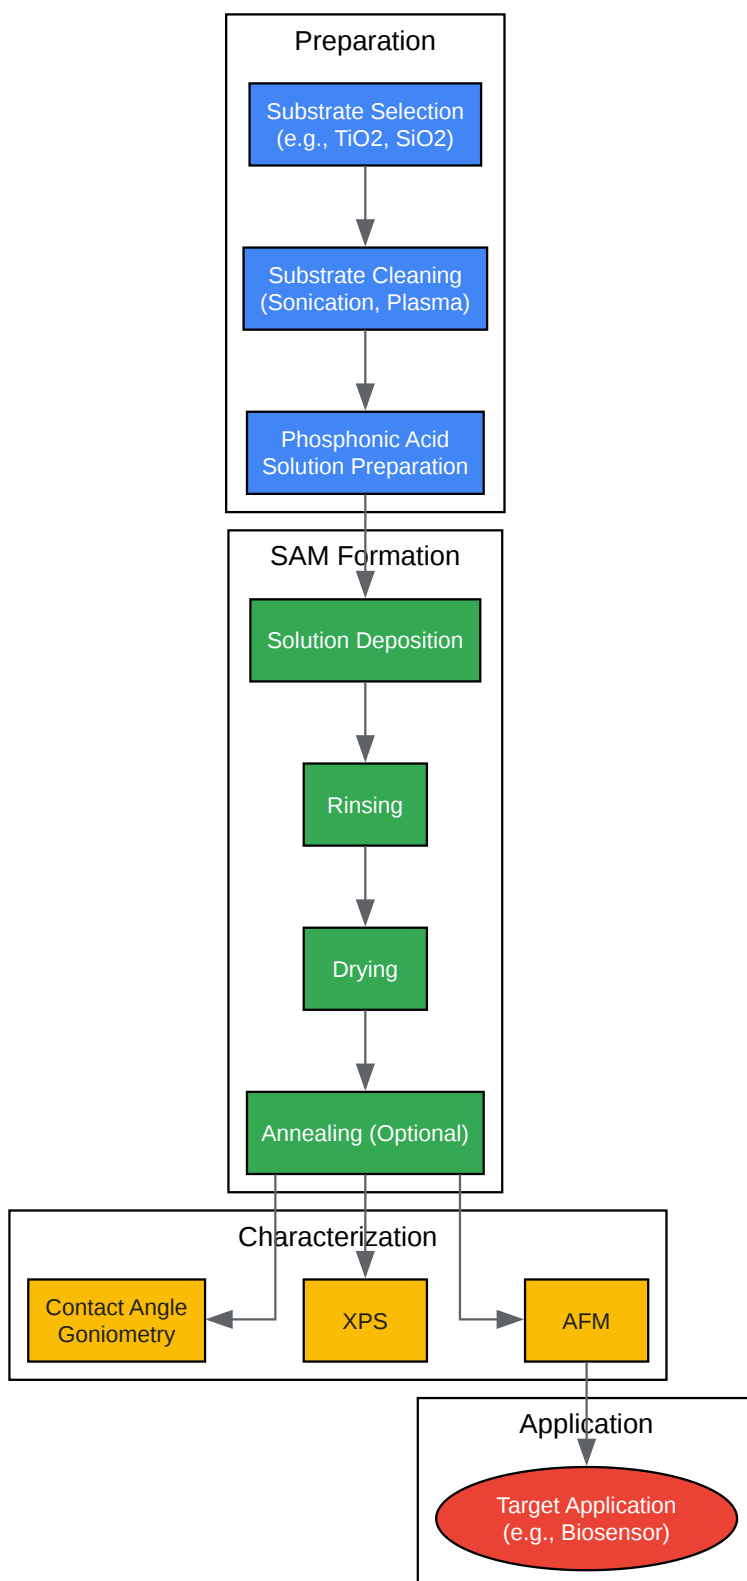 Preparation
Substrate Selection
(e.g., TiO2, SiO2)
Substrate Cleaning
(Sonication, Plasma)
Phosphonic Acid
Solution Preparation
SAM Formation
Solution Deposition
Rinsing
Drying
Annealing (Optional)
Characterization
Contact Angle
Goniometry
XPS
AFM
Application
Target Application
(e.g., Biosensor)